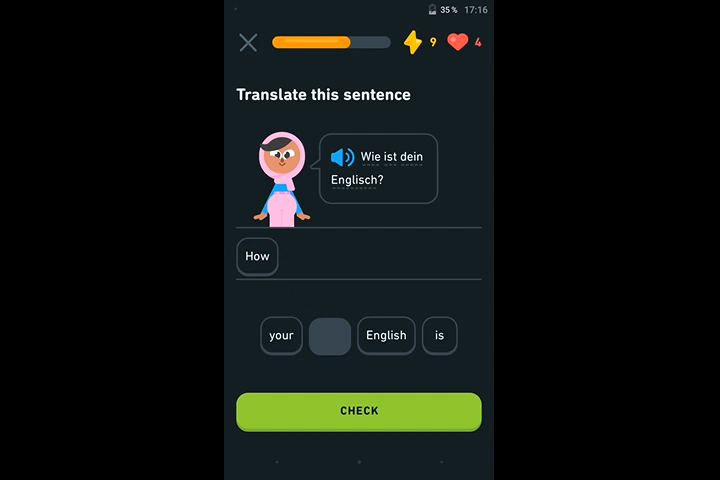 35 % 17:16
9 4
Translate this sentence
Wie ist dein
Englisch?
How
your English is
CHECK